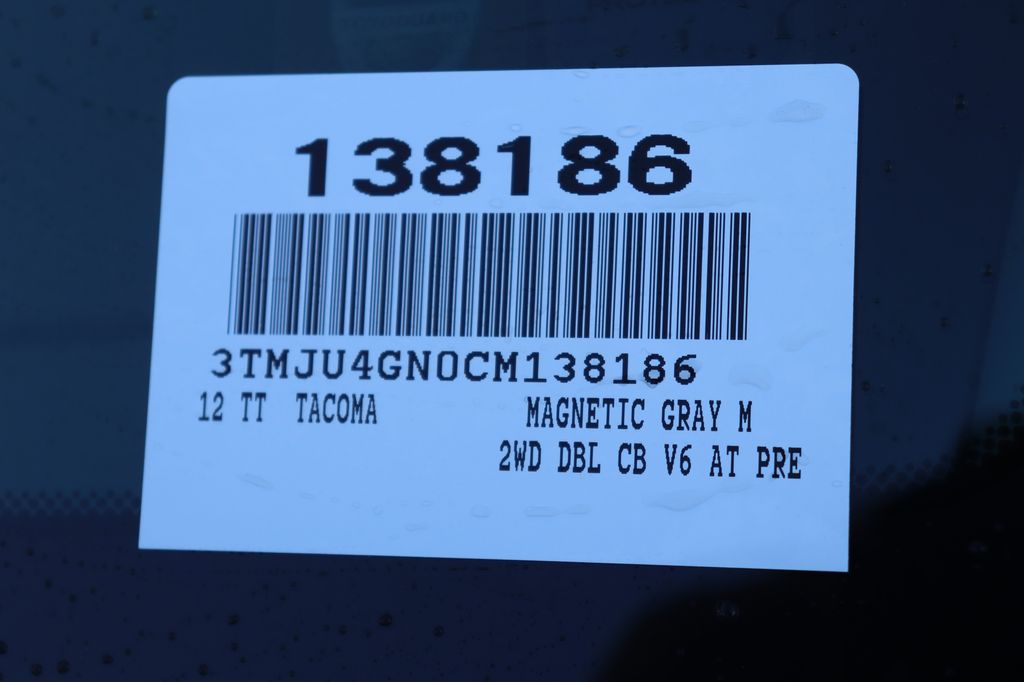 138186
3TMJU4GN0CM138186
12 TT TACOMA MAGNETIC GRAY M
2WD DBL CB V6 AT PRE